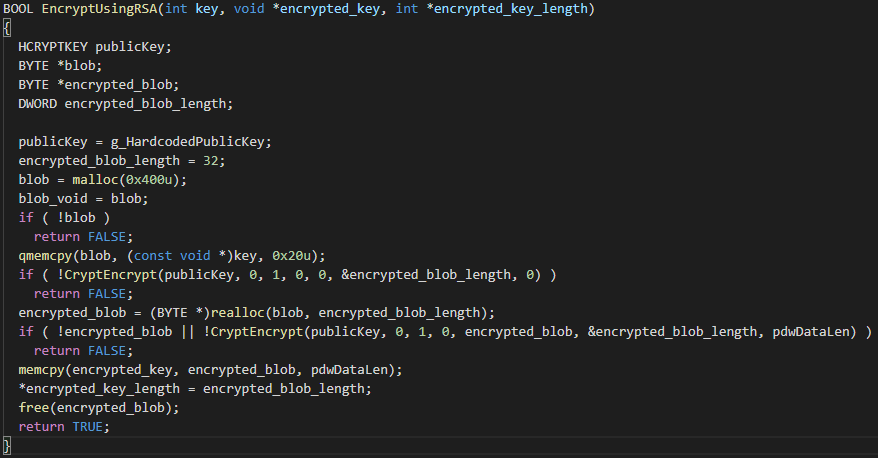 BOOL EncryptUsingRSA(int key, void *encrypted_key, int *encrypted_key_length)
{
  HCRYPTKEY publicKey;
  BYTE *blob;
  BYTE *encrypted_blob;
  DWORD encrypted_blob_length;

  publicKey = g_HardcodedPublicKey;
  encrypted_blob_length = 32;
  blob = malloc(0x400u);
  blob_void = blob;
  if ( !blob )
    return FALSE;
  qmemcpy(blob, (const void *)key, 0x20u);
  if ( !CryptEncrypt(publicKey, 0, 1, 0, 0, &encrypted_blob_length, 0) )
    return FALSE;
  encrypted_blob = (BYTE *)realloc(blob, encrypted_blob_length);
  if ( !encrypted_blob || !CryptEncrypt(publicKey, 0, 1, 0, encrypted_blob, &encrypted_blob_length, pdwDataLen) )
    return FALSE;
  memcpy(encrypted_key, encrypted_blob, pdwDataLen);
  *encrypted_key_length = encrypted_blob_length;
  free(encrypted_blob);
  return TRUE;
}